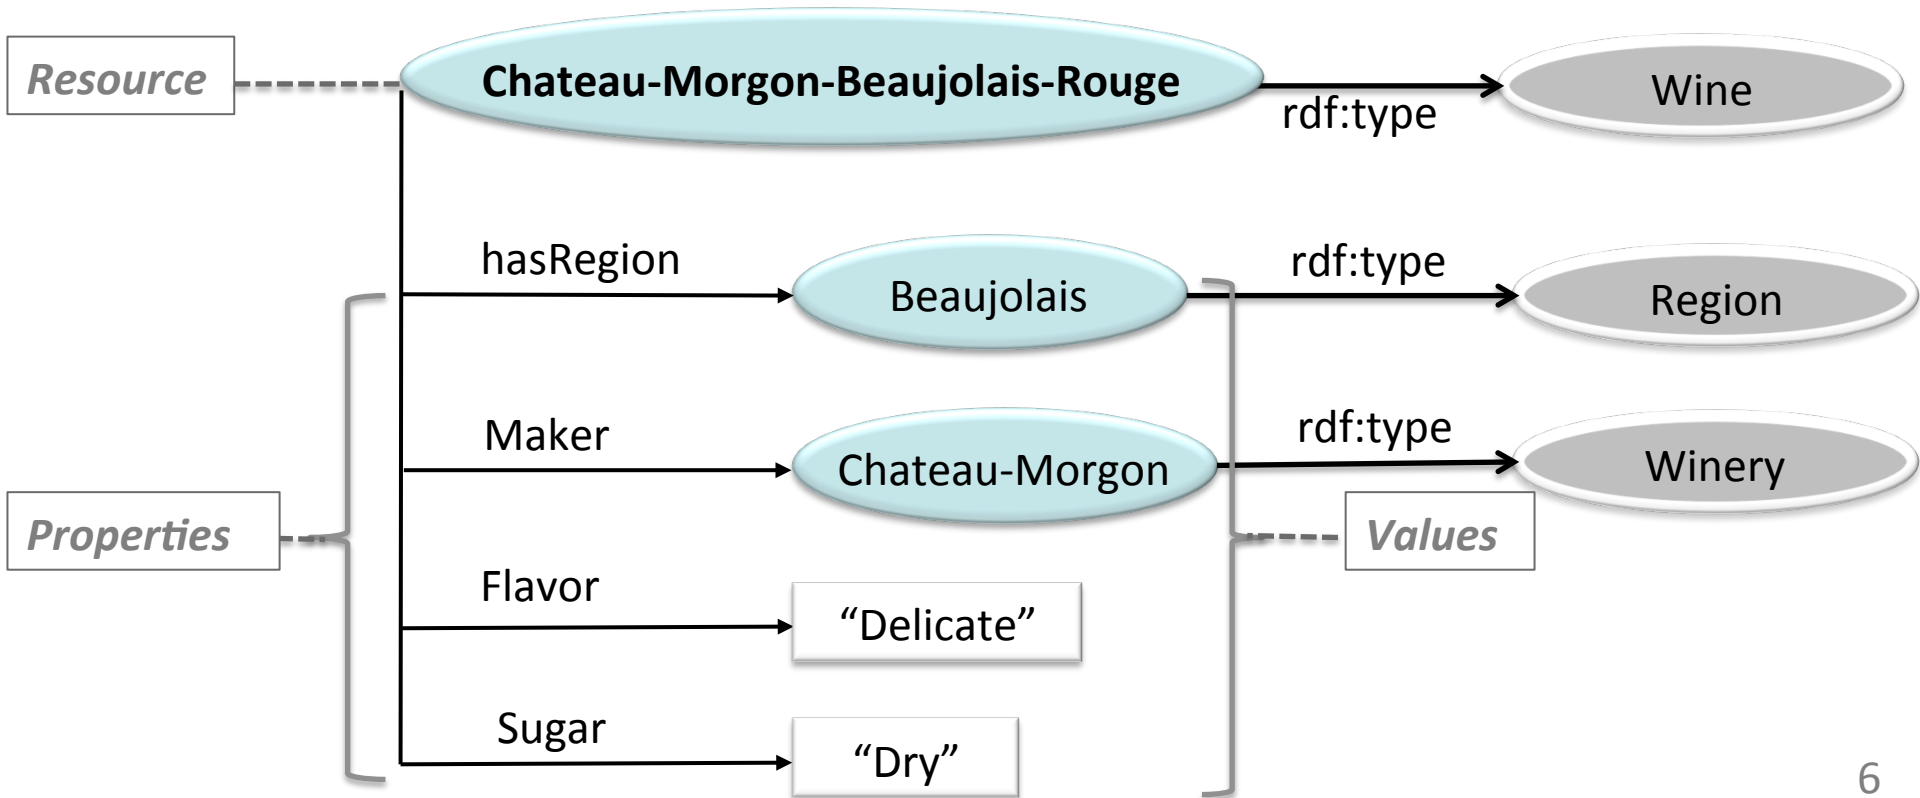 Resource
Chateau-Morgon-Beaujolais-Rouge
rdf:type
Wine
hasRegion
Beaujolais
rdf:type
Region
Maker
Chateau-Morgon
rdf:type
Winery
Properties
Values
Flavor
“Delicate”
Sugar
“Dry”
6